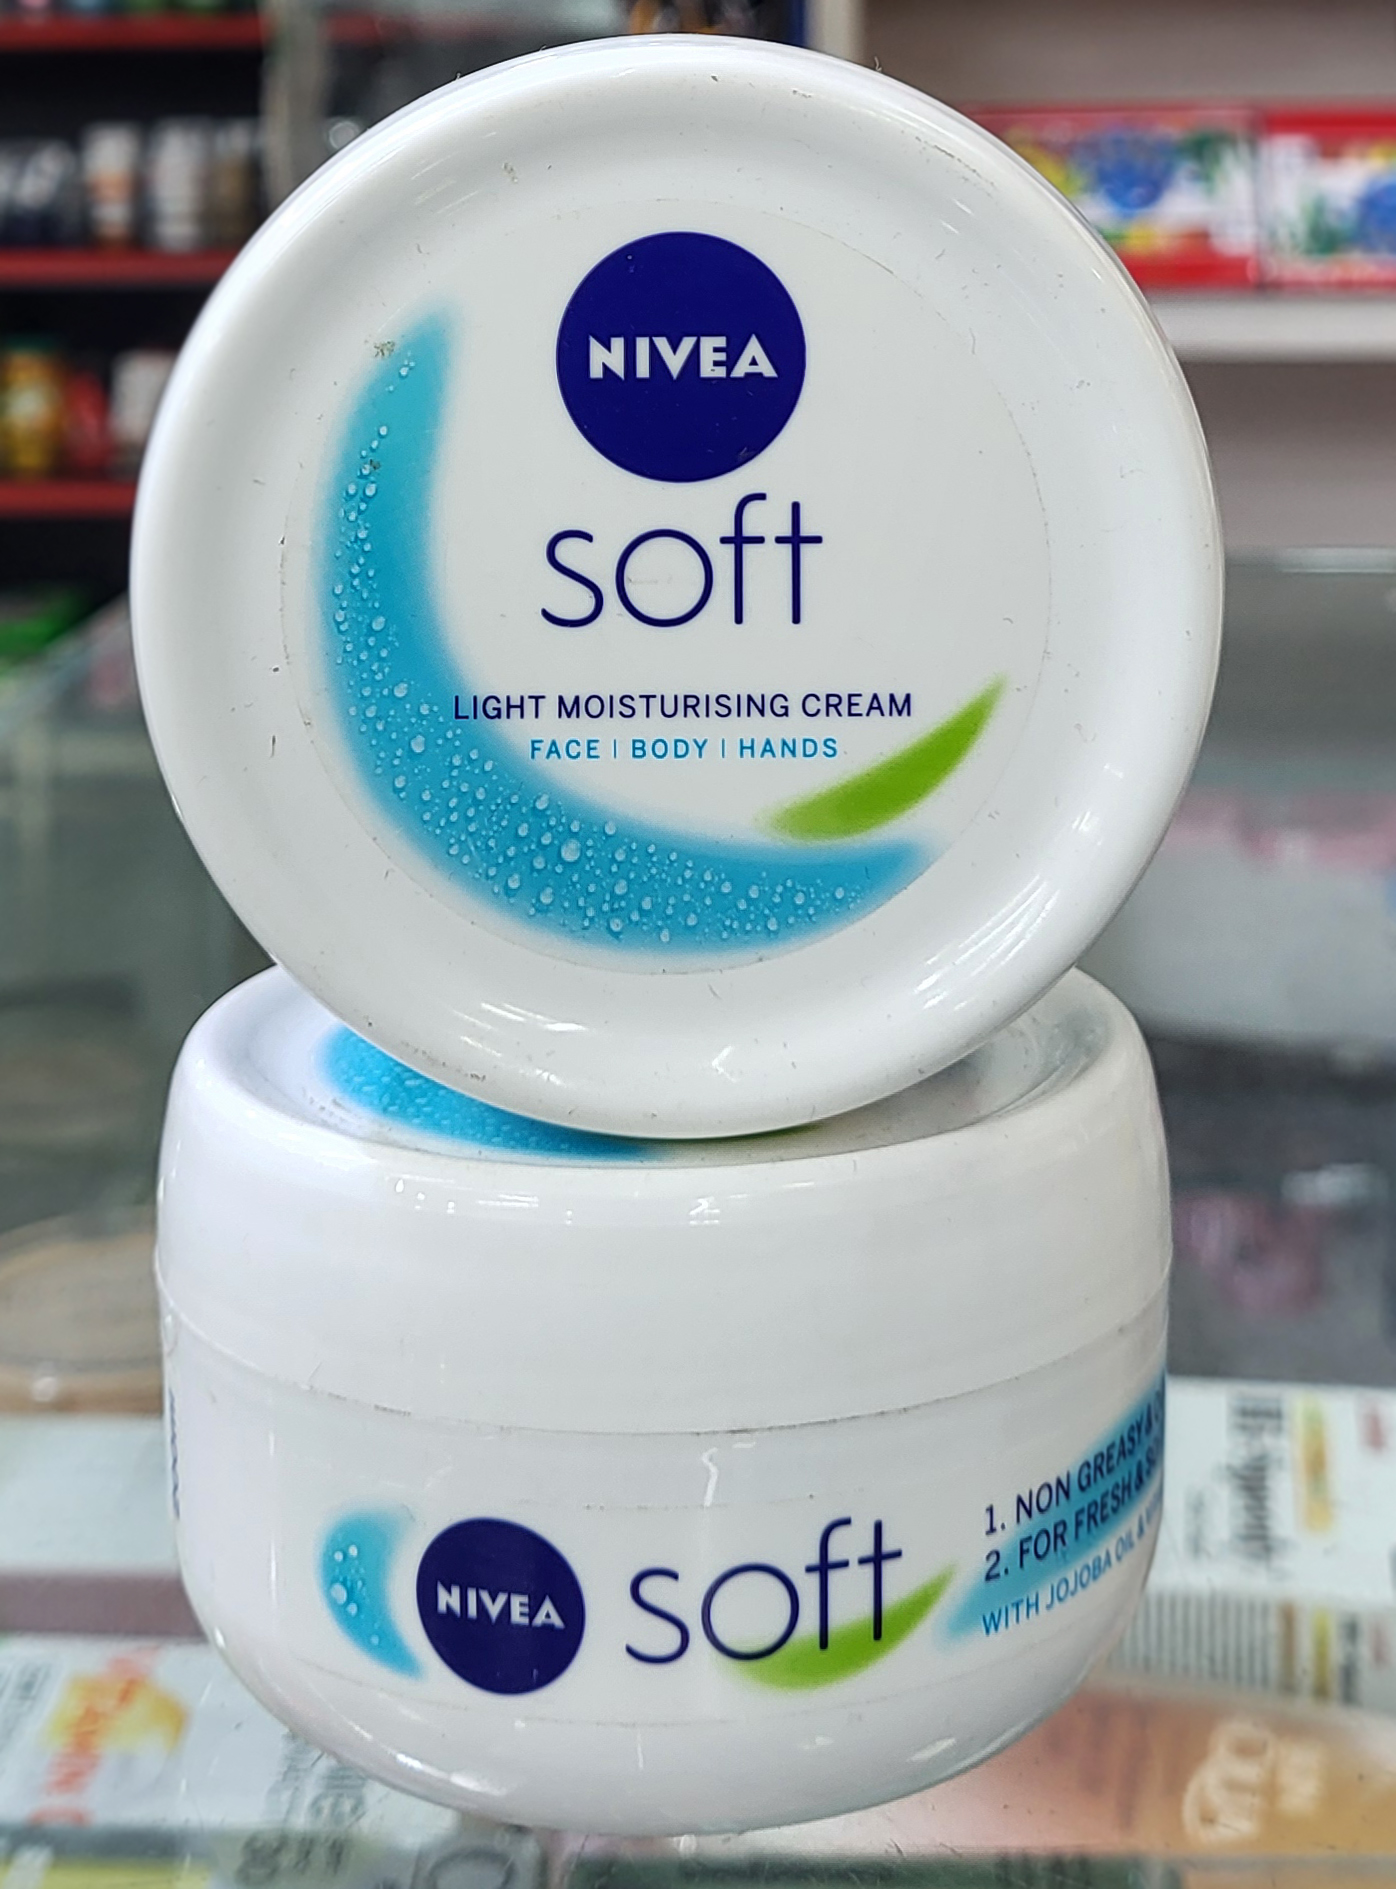 NIVEA
soft
LIGHT MOISTURISING CREAM
FACE | BODY | HANDS
NIVEA
soft
1. NON GREASY &
2. FOR FRESH &
WITH JOJOBA OIL &